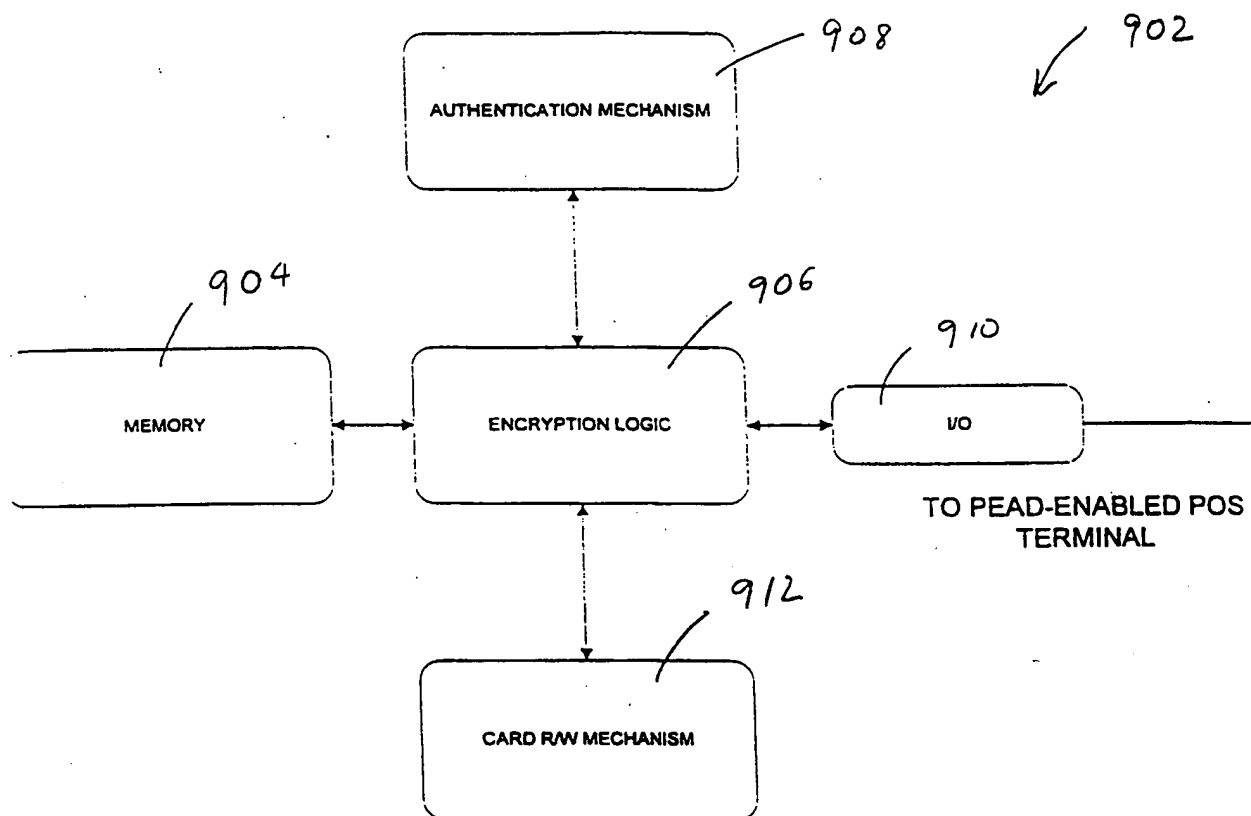 908
902
AUTHENTICATION MECHANISM
904
906
910
MEMORY
ENCRYPTION LOGIC
I/O
TO PEAD-ENABLED POS
TERMINAL
912
CARD R/W MECHANISM